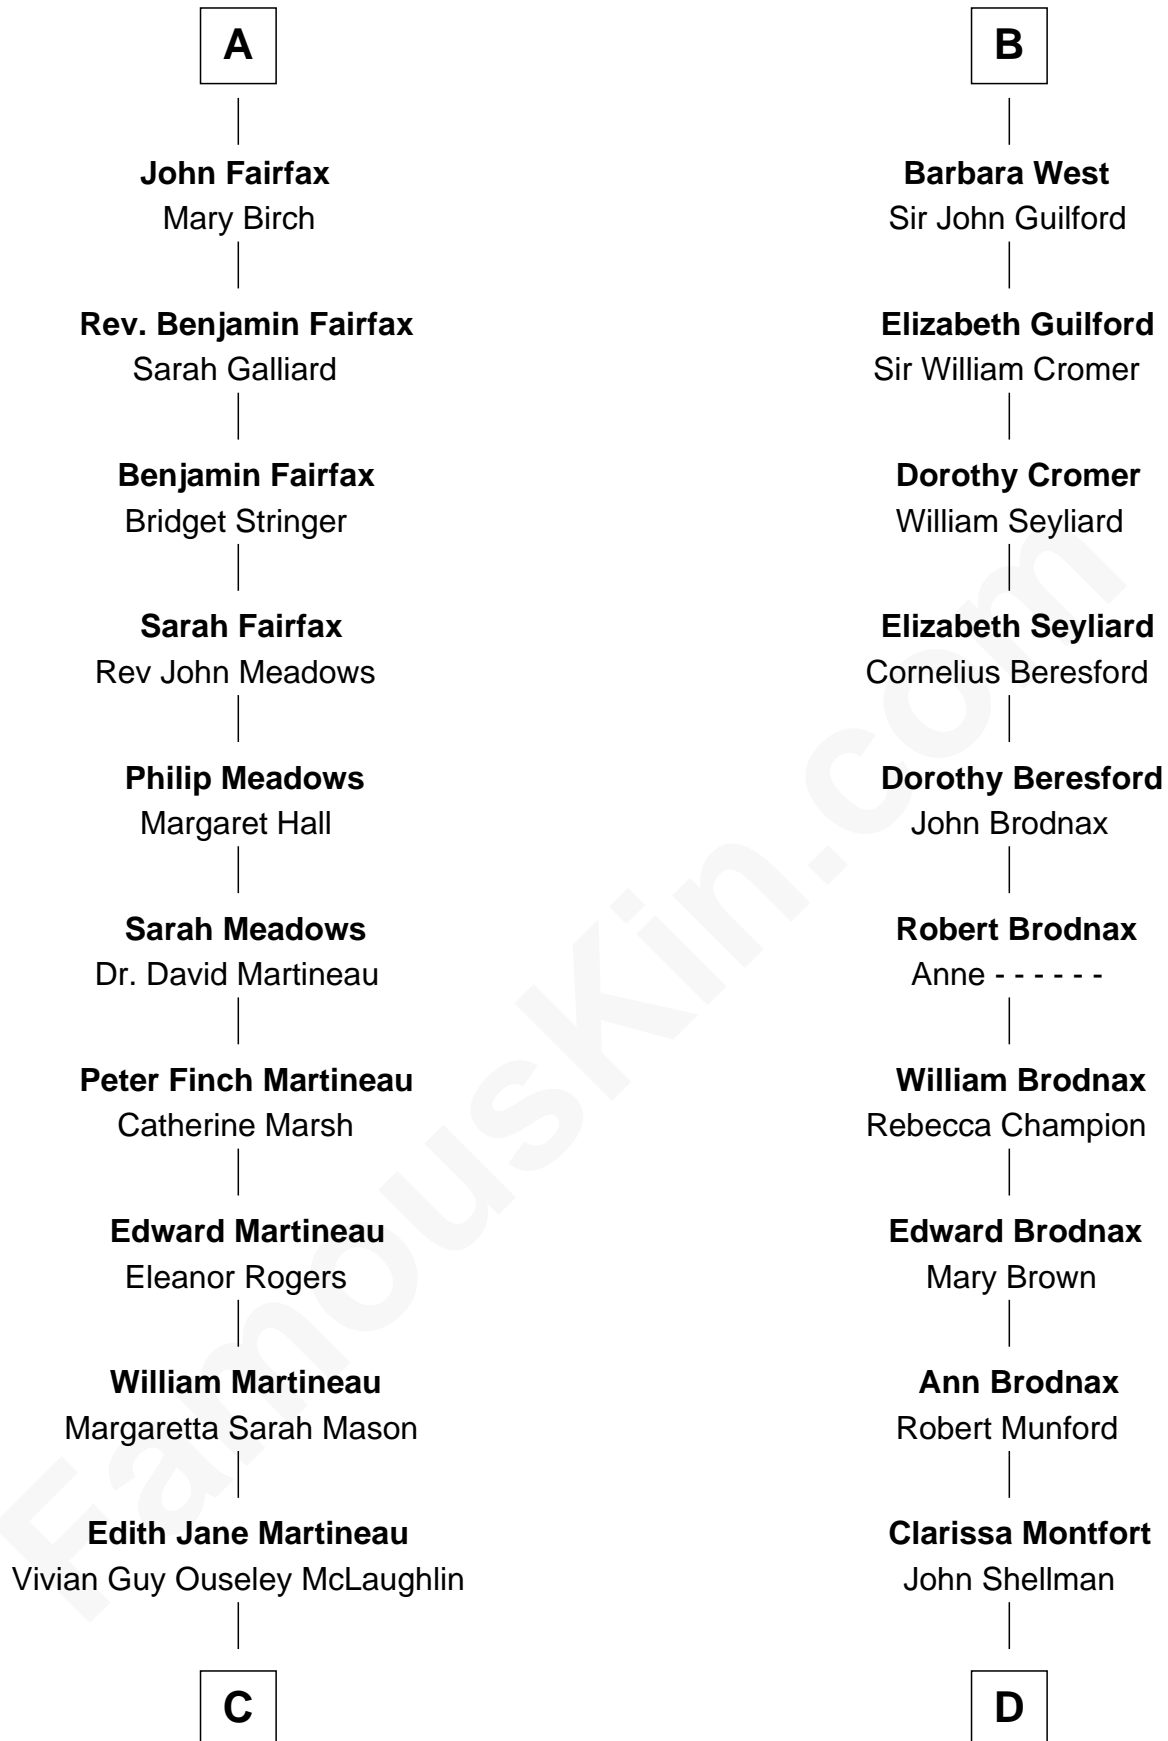 A
John Fairfax
Mary Birch
Rev. Benjamin Fairfax
Sarah Galliard
Benjamin Fairfax
Bridget Stringer
Sarah Fairfax
Rev John Meadows
Philip Meadows
Margaret Hall
Sarah Meadows
Dr. David Martineau
Peter Finch Martineau
Catherine Marsh
Edward Martineau
Eleanor Rogers
William Martineau
Margaretta Sarah Mason
Edith Jane Martineau
Vivian Guy Ouseley McLaughlin
C
B
Barbara West
Sir John Guilford
Elizabeth Guilford
Sir William Cromer
Dorothy Cromer
William Seyliard
Elizabeth Seyliard
Cornelius Beresford
Dorothy Beresford
John Brodnax
Robert Brodnax
Anne - - - - - -
William Brodnax
Rebecca Champion
Edward Brodnax
Mary Brown
Ann Brodnax
Robert Munford
Clarissa Montfort
John Shellman
D
FamousKin.com